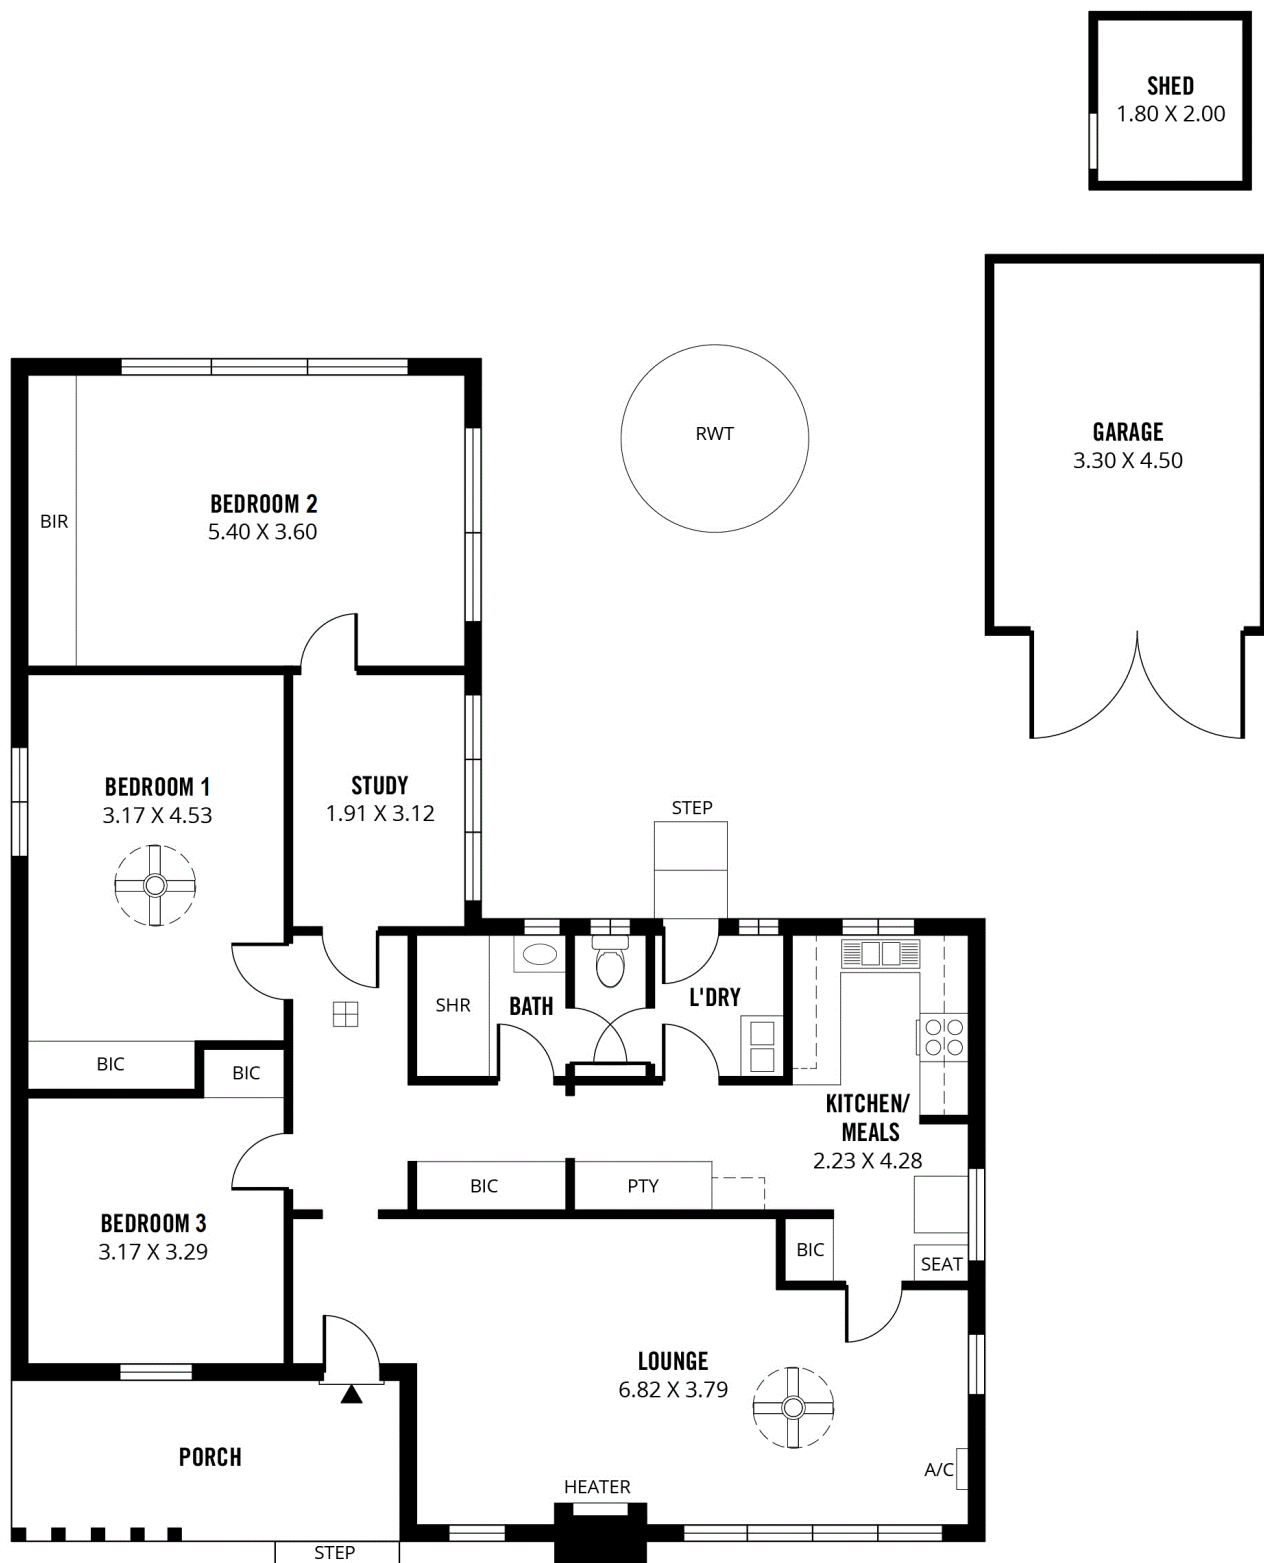 SHED
1.80 X 2.00
GARAGE
3.30 X 4.50
RWT
BEDROOM 2
5.40 X 3.60
BIR
BEDROOM 1
3.17 X 4.53
STUDY
1.91 X 3.12
STEP
SHR
BATH
L'DRY
BIC
BIC
KITCHEN/
MEALS
2.23 X 4.28
BIC
PTY
BEDROOM 3
3.17 X 3.29
BIC
SEAT
LOUNGE
6.82 X 3.79
PORCH
A/C
HEATER
STEP